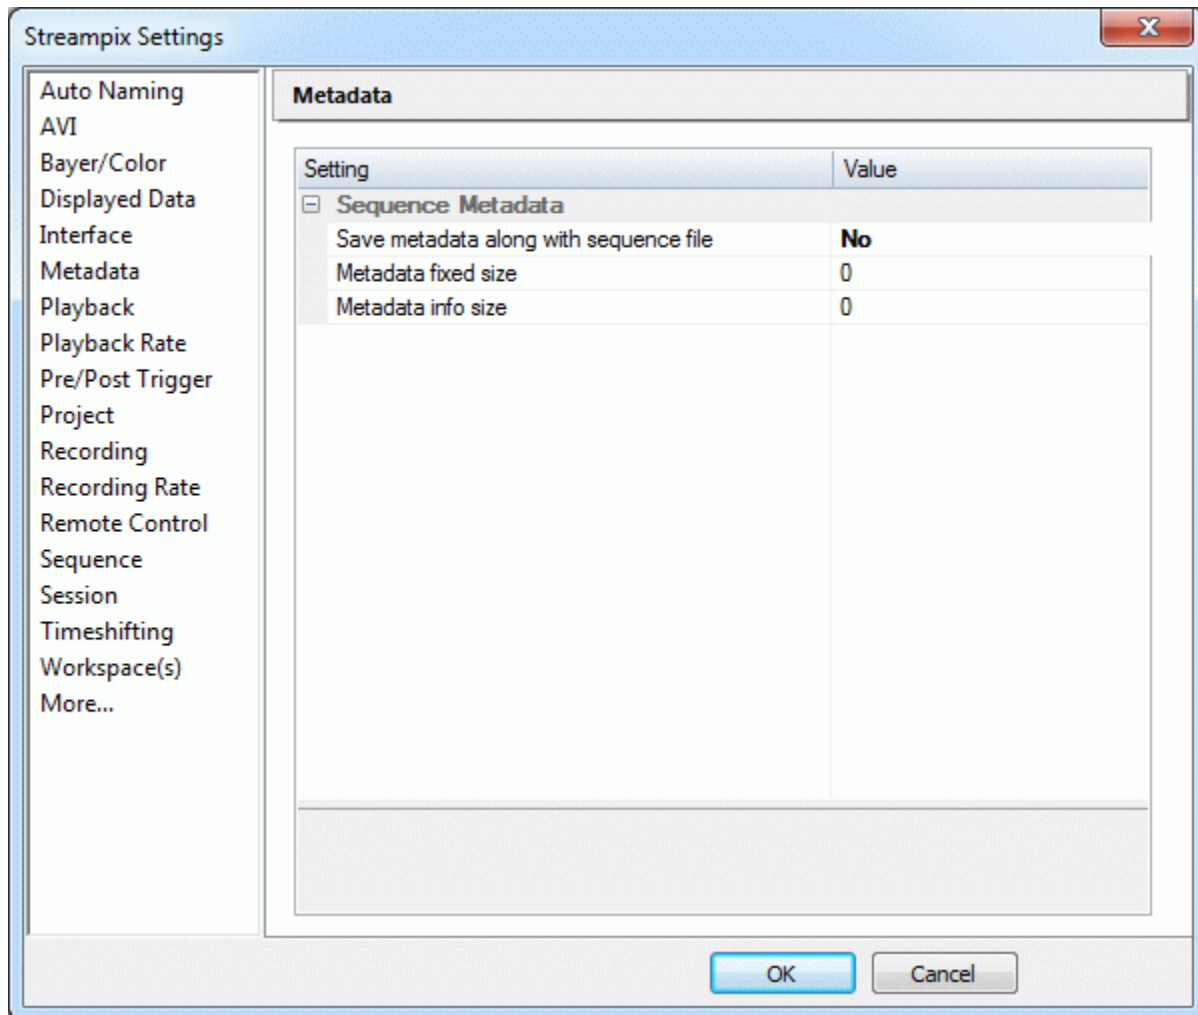 Streampix Settings
Auto Naming
AVI
Bayer/Color
Displayed Data
Interface
Metadata
Playback
Playback Rate
Pre/Post Trigger
Project
Recording
Recording Rate
Remote Control
Sequence
Session
Timeshifting
Workspace(s)
More...
Metadata
Setting Value
Sequence Metadata
Save metadata along with sequence file No
Metadata fixed size 0
Metadata info size 0
OK Cancel